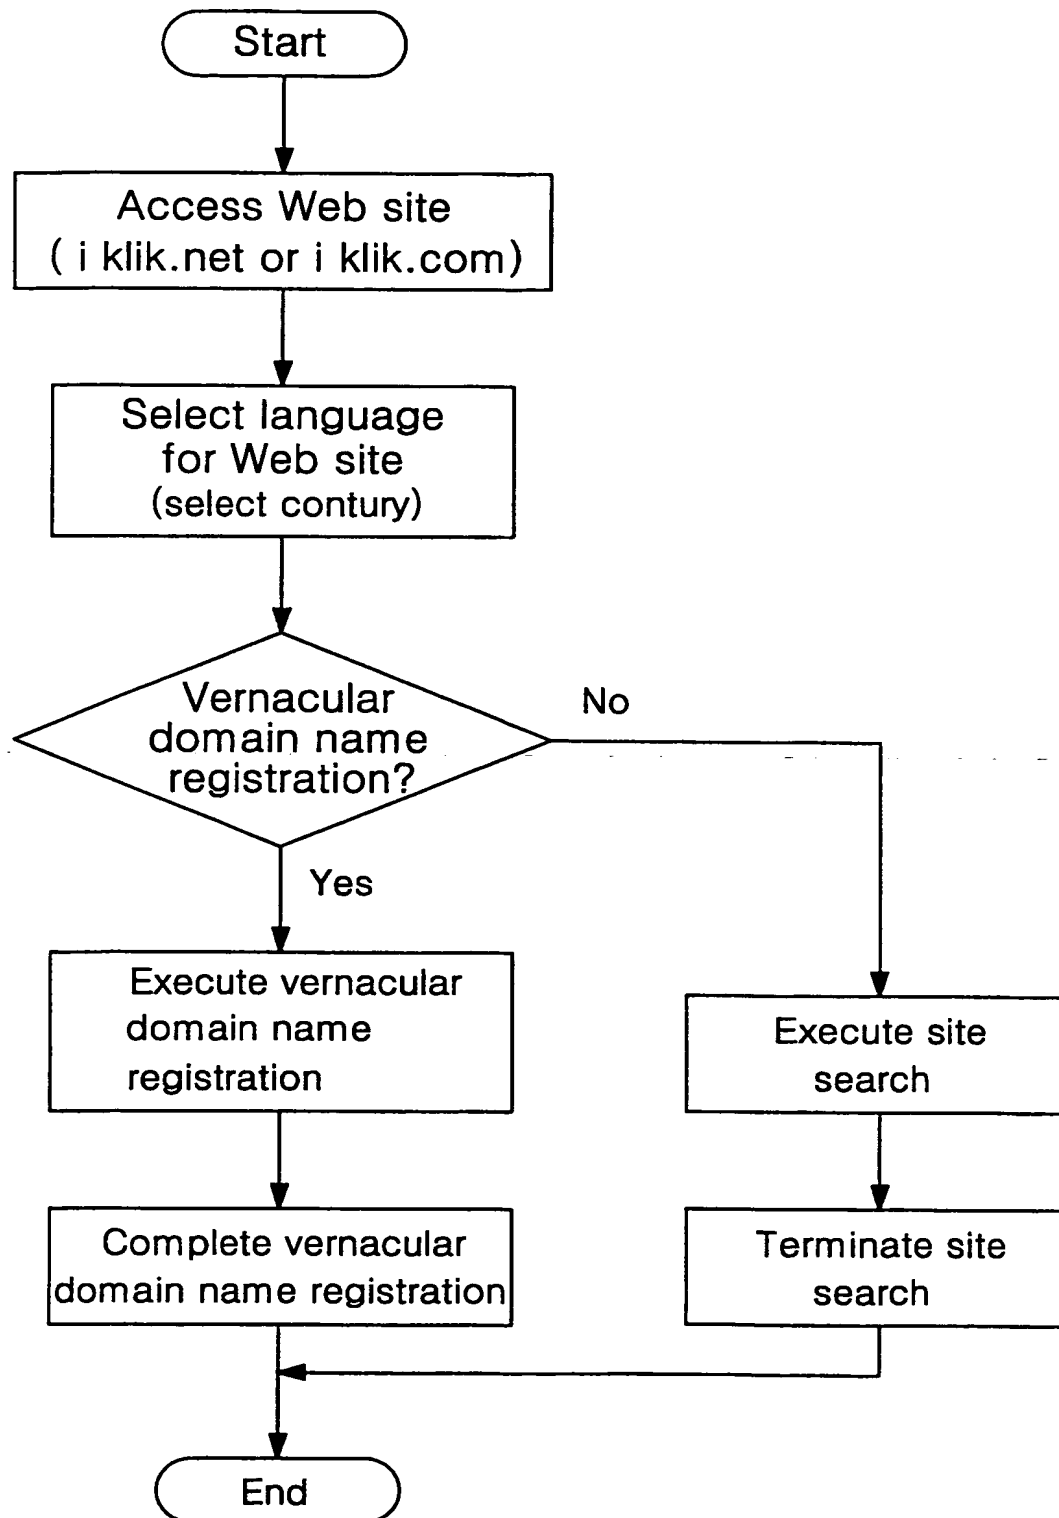 Start
Access Web site
( i klik.net or i klik.com)
Select language
for Web site
(select contury)
Vernacular
domain name
registration?
No
Yes
Execute vernacular
domain name
registration
Execute site
search
Complete vernacular
domain name registration
Terminate site
search
End